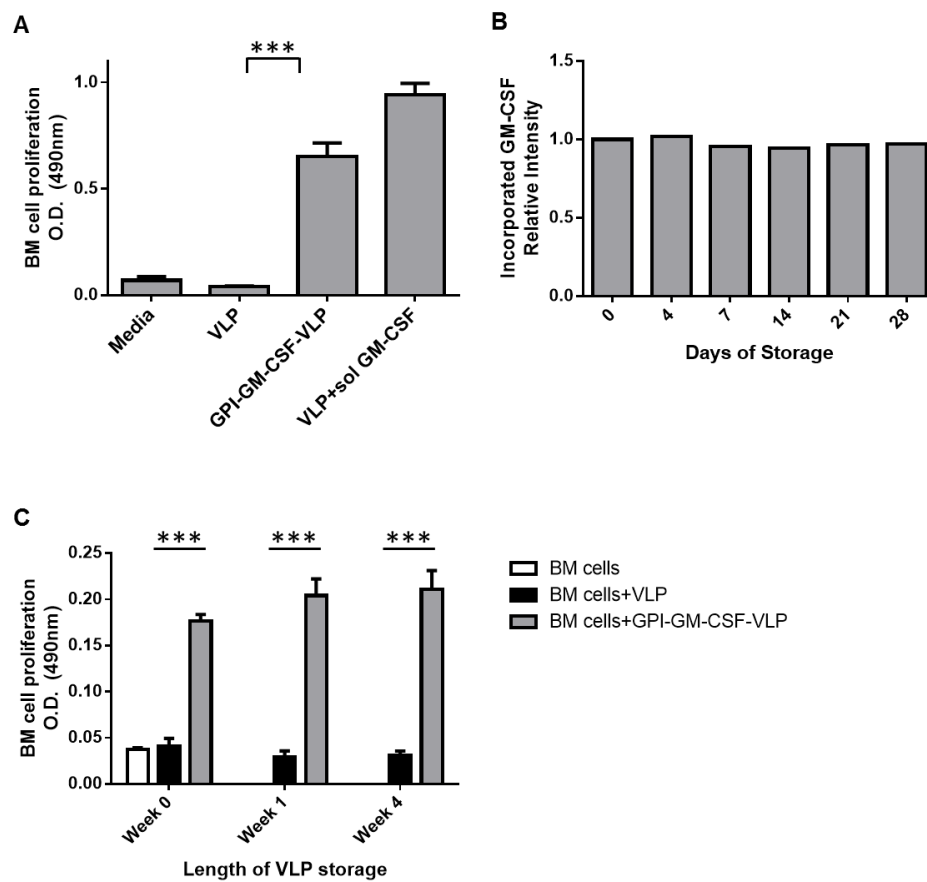 A
***
BM cell proliferation
O.D. (490nm)
1.0
0.5
0.0
Media
VLP
GPI-GM-CSF-VLP
VLP+sol GM-CSF
B
Incorporated GM-CSF
Relative Intensity
1.5
1.0
0.5
0.0
0
4
7
14
21
28
Days of Storage
C
*** *** ***
BM cell proliferation
O.D. (490nm)
0.25
0.20
0.15
0.10
0.05
0.00
Week 0
Week 1
Week 4
Length of VLP storage
BM cells
BM cells+VLP
BM cells+GPI-GM-CSF-VLP